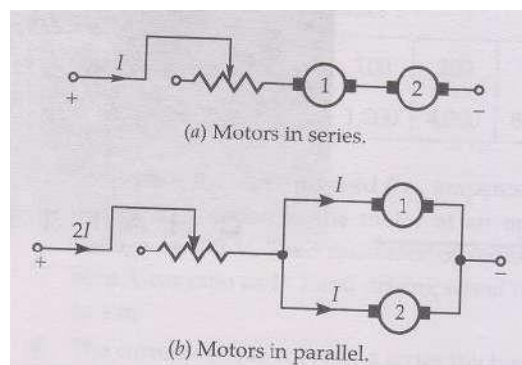 I
1
2
+
–
(a) Motors in series.
I
1
2I
+
–
I
2
(b) Motors in parallel.